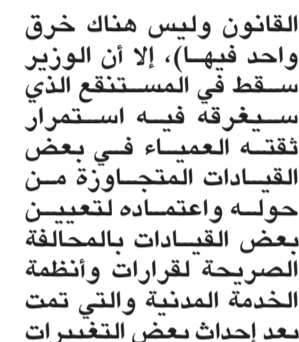 القانون وليس هناك خرق
واحد فيها)، إلا أن الوزير
سقط في المستنقع الذي
سيغرقه فيه استمرار
ثقته العمياء في بعض
القيادات المتجاوزة من
حوله واعتماده لتعيين
بعض القيادات بالمحالفة
الصريحة لقرارات وأنظمة
الخدمة المدنية والتي تمت
بعد إحداث بعض التغييرات